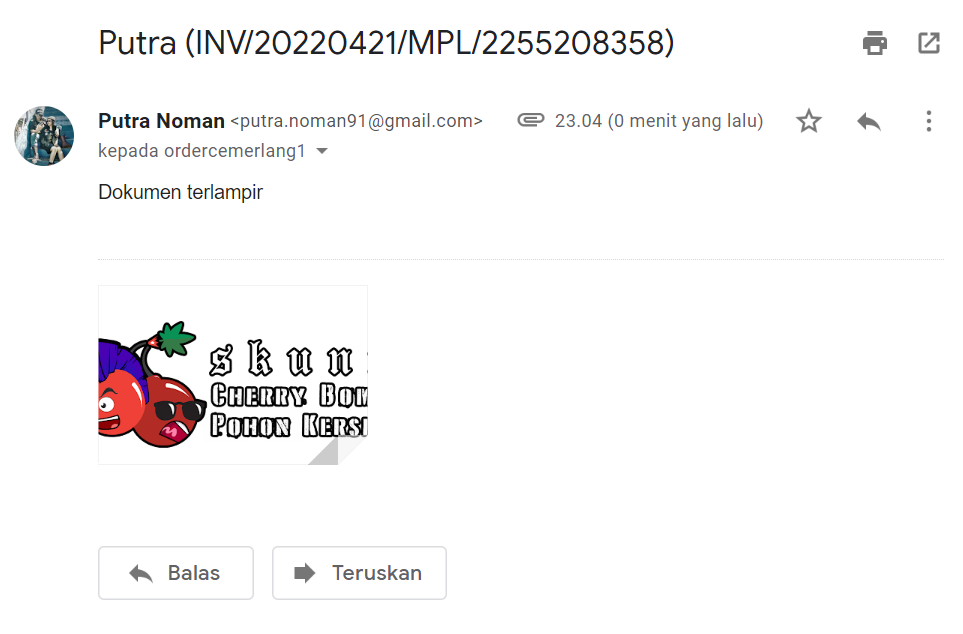 Putra (INV/20220421/MPL/2255208358)
Putra Noman <putra.noman91@gmail.com> 23.04 (0 menit yang lalu)
kepada ordercemerlang1
Dokumen terlampir
s k u n
Cherry Bom
Pohon Kers
Balas
Teruskan